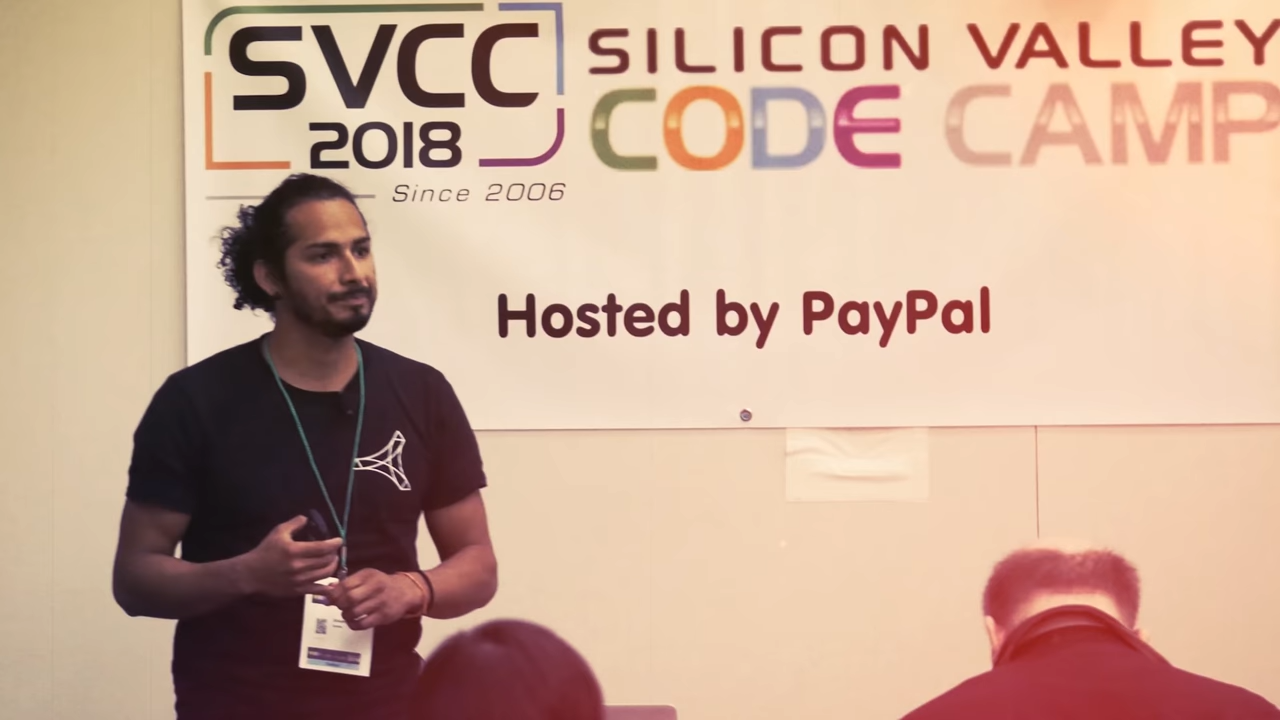 SVCC
2018
Since 2006
SILICON VALLEY
CODE CAMP
Hosted by PayPal